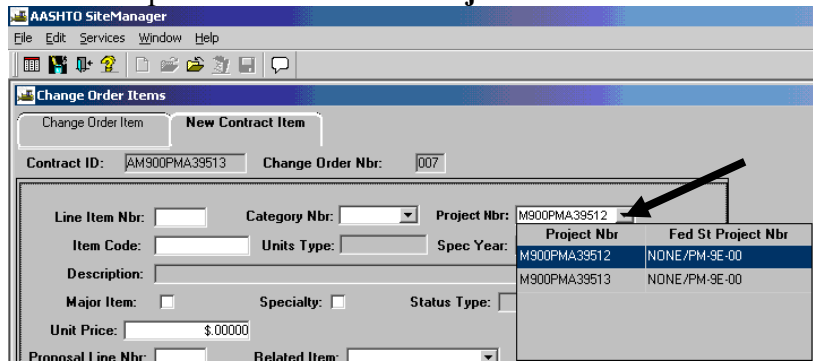 AASHTO SiteManager
File Edit Services Window Help
Change Order Items
Change Order Item New Contract Item
Contract ID: AM900PMA39513 Change Order Nbr: 007
Line Item Nbr: Category Nbr: Project Nbr: M900PMA39512
Item Code: Units Type: Spec Year:
Project Nbr Fed St Project Nbr
M900PMA39512 NONE/PM-9E-00
M900PMA39513 NONE/PM-9E-00
Description:
Major Item: Specialty: Status Type:
Unit Price: $.00000
Proposal Line Nbr: Related Item: